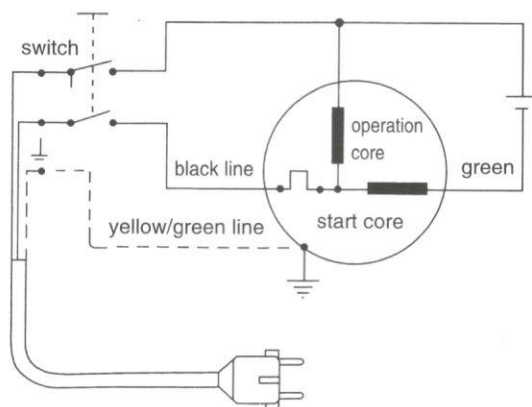 switch
operation
core
black line
green
start core
yellow/green line